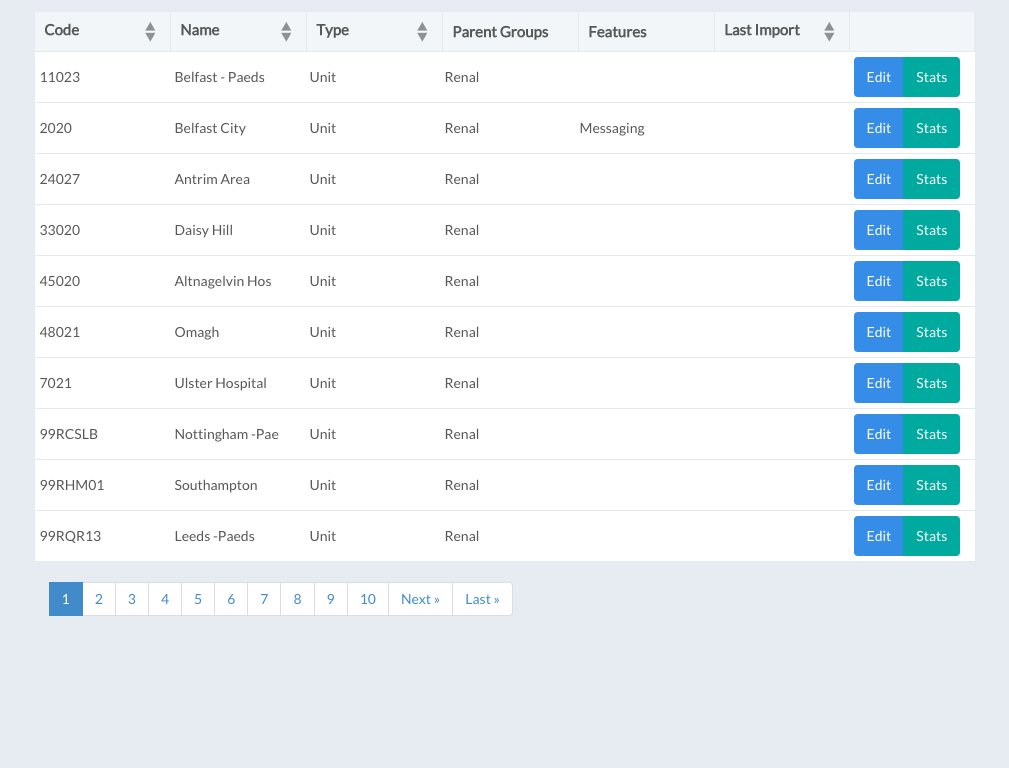 Code Name Type Parent Groups Features Last Import
11023 Belfast - Paeds Unit Renal Edit Stats
2020 Belfast City Unit Renal Messaging Edit Stats
24027 Antrim Area Unit Renal Edit Stats
33020 Daisy Hill Unit Renal Edit Stats
45020 Altnagelvin Hos Unit Renal Edit Stats
48021 Omagh Unit Renal Edit Stats
7021 Ulster Hospital Unit Renal Edit Stats
99RCSLB Nottingham -Pae Unit Renal Edit Stats
99RHM01 Southampton Unit Renal Edit Stats
99RQR13 Leeds -Paeds Unit Renal Edit Stats
1 2 3 4 5 6 7 8 9 10 Next » Last »